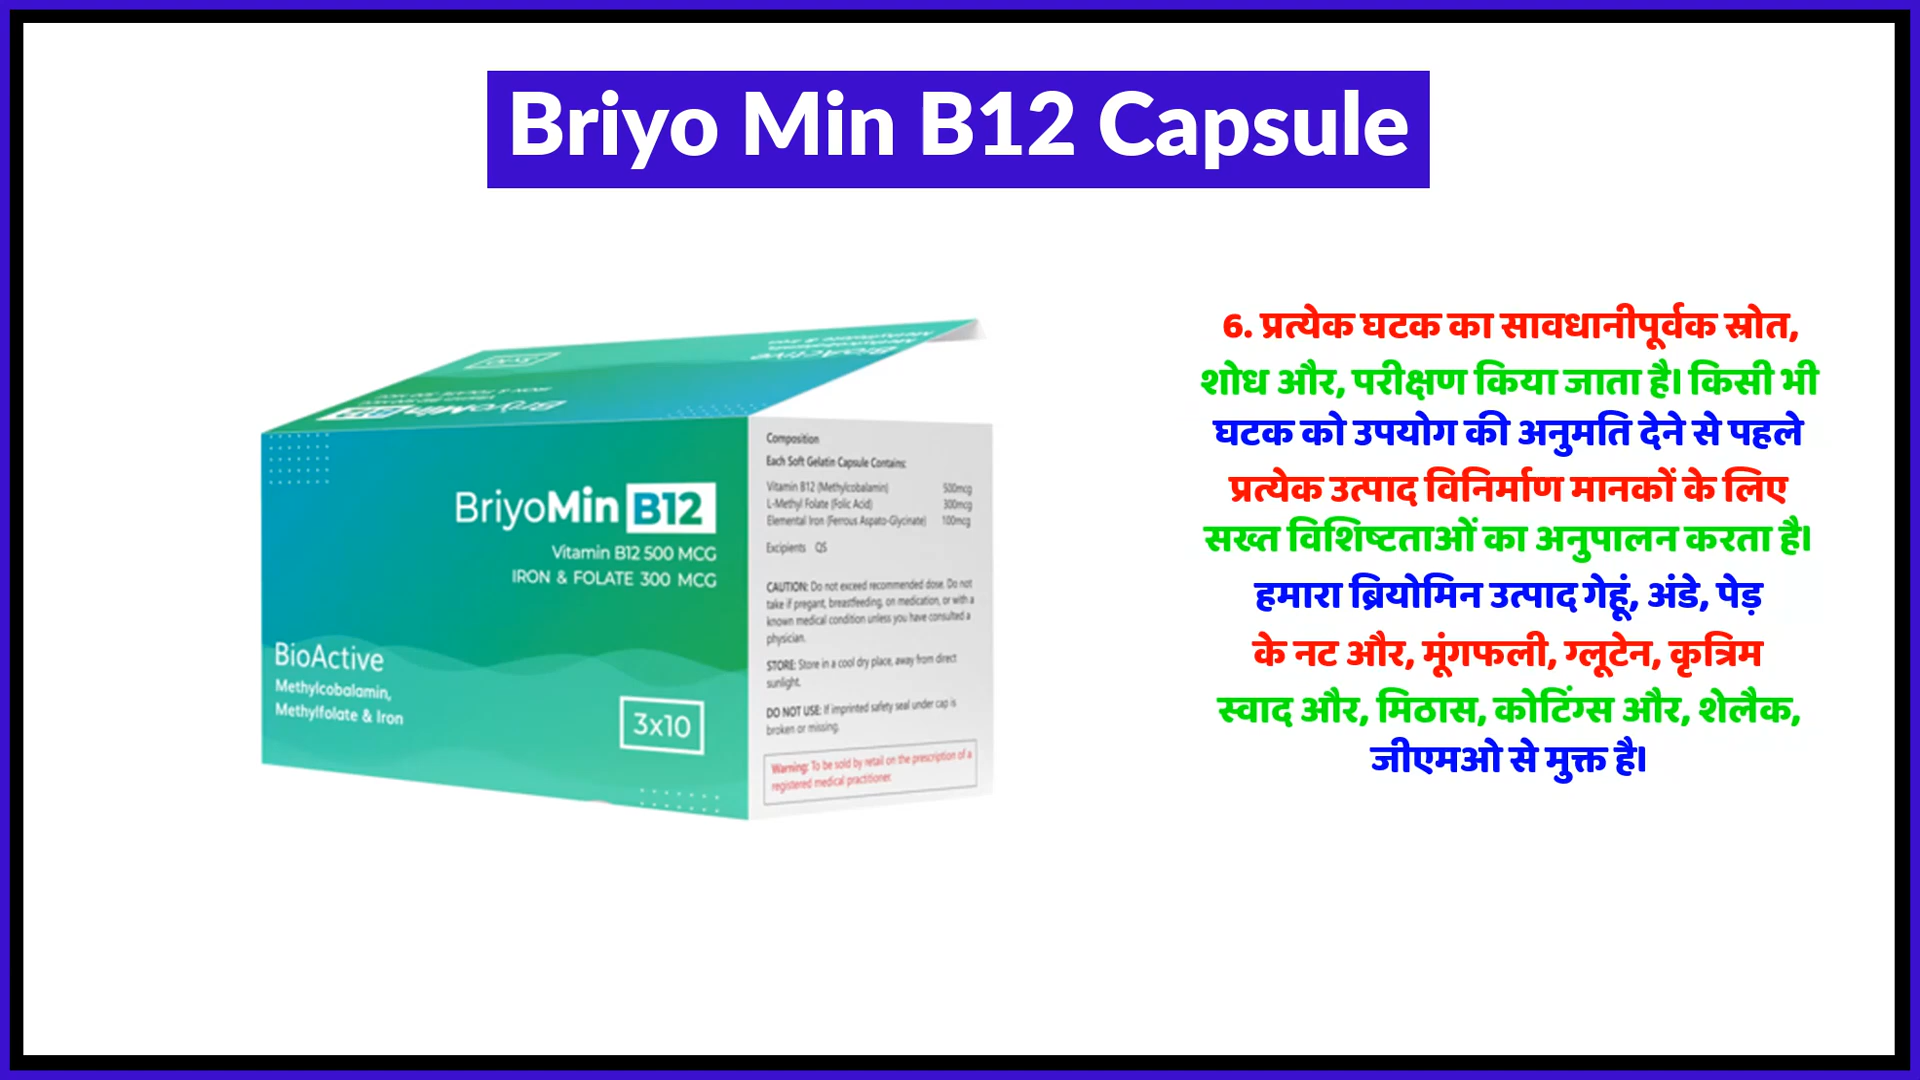 Briyo Min B12 Capsule
BriyoMin B12
Vitamin B12 500 MCG
IRON & FOLATE 300 MCG
BioActive
Methylcobalamin,
Methylfolate & Iron
3x10
Composition
Each Soft Gelatin Capsule Contains:
Vitamin B12 (Methylcobalamin) 500mcg
L-Methyl Folate (Folic Acid) 300mcg
Elemental Iron (Ferrous Aspato-Glycinate) 100mcg
Excipients QS
CAUTION: Do not exceed recommended dose. Do not
take if pregant, breastfeeding, on medication, or with a
known medical condition unless you have consulted a
physician.
STORE: Store in a cool dry place, away from direct
sunlight.
DO NOT USE: If imprinted safety seal under cap is
broken or missing.
Warning: To be sold by retail on the prescription of a
registered medical practitioner.
6. प्रत्येक घटक का सावधानीपूर्वक स्रोत,
शोध और, परीक्षण किया जाता है। किसी भी
घटक को उपयोग की अनुमति देने से पहले
प्रत्येक उत्पाद विनिर्माण मानकों के लिए
सख्त विशिष्टताओं का अनुपालन करता है।
हमारा ब्रियोमिन उत्पाद गेहूं, अंडे, पेड़
के नट और, मूंगफली, ग्लूटेन, कृत्रिम
स्वाद और, मिठास, कोटिंग्स और, शेलैक,
जीएमओ से मुक्त है।